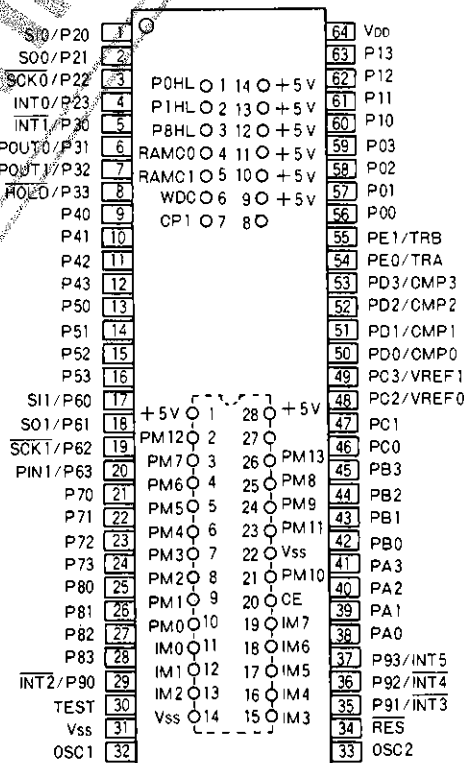 SI0/P20 1
SO0/P21 2
S̅C̅K̅0̅/P22 3
INT0/P23 4
I̅N̅T̅1̅/P30 5
POUT0/P31 6
POUT1/P32 7
H̅O̅L̅D̅/P33 8
P40 9
P41 10
P42 11
P43 12
P50 13
P51 14
P52 15
P53 16
SI1/P60 17
SO1/P61 18
S̅C̅K̅1̅/P62 19
PIN1/P63 20
P70 21
P71 22
P72 23
P73 24
P80 25
P81 26
P82 27
P83 28
I̅N̅T̅2̅/P90 29
TEST 30
Vss 31
OSC1 32
P0HL 1 14 +5V
P1HL 2 13 +5V
P8HL 3 12 +5V
RAMC0 4 11 +5V
RAMC1 5 10 +5V
WDC 6 9 +5V
CP1 7 8
+5V 1 28 +5V
PM12 2 27
PM7 3 26 PM13
PM6 4 25 PM8
PM5 5 24 PM9
PM4 6 23 PM11
PM3 7 22 Vss
PM2 8 21 PM10
PM1 9 20 CE
PM0 10 19 IM7
IM0 11 18 IM6
IM1 12 17 IM5
IM2 13 16 IM4
Vss 14 15 IM3
64 VDD
63 P13
62 P12
61 P11
60 P10
59 P03
58 P02
57 P01
56 P00
55 PE1/TRB
54 PE0/TRA
53 PD3/CMP3
52 PD2/CMP2
51 PD1/CMP1
50 PD0/CMP0
49 PC3/VREF1
48 PC2/VREF0
47 PC1
46 PC0
45 PB3
44 PB2
43 PB1
42 PB0
41 PA3
40 PA2
39 PA1
38 PA0
37 P93/INT5
36 P92/I̅N̅T̅4̅
35 P91/I̅N̅T̅3̅
34 R̅E̅S̅
33 OSC2